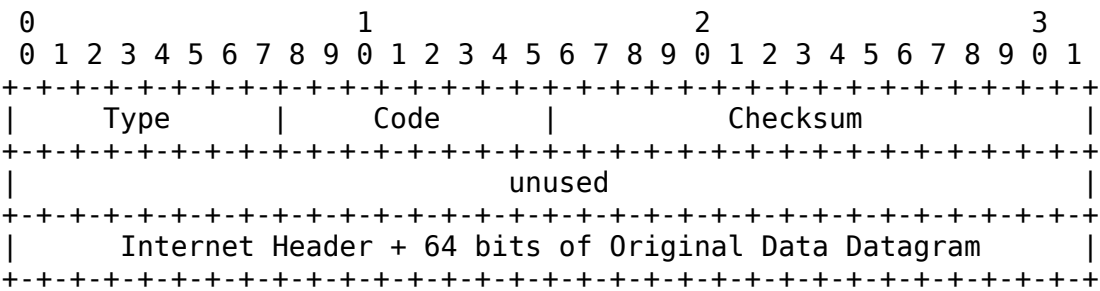 0                   1                   2                   3
 0 1 2 3 4 5 6 7 8 9 0 1 2 3 4 5 6 7 8 9 0 1 2 3 4 5 6 7 8 9 0 1
+-+-+-+-+-+-+-+-+-+-+-+-+-+-+-+-+-+-+-+-+-+-+-+-+-+-+-+-+-+-+-+-+
|     Type      |     Code      |          Checksum             |
+-+-+-+-+-+-+-+-+-+-+-+-+-+-+-+-+-+-+-+-+-+-+-+-+-+-+-+-+-+-+-+-+
|                             unused                            |
+-+-+-+-+-+-+-+-+-+-+-+-+-+-+-+-+-+-+-+-+-+-+-+-+-+-+-+-+-+-+-+-+
|      Internet Header + 64 bits of Original Data Datagram      |
+-+-+-+-+-+-+-+-+-+-+-+-+-+-+-+-+-+-+-+-+-+-+-+-+-+-+-+-+-+-+-+-+